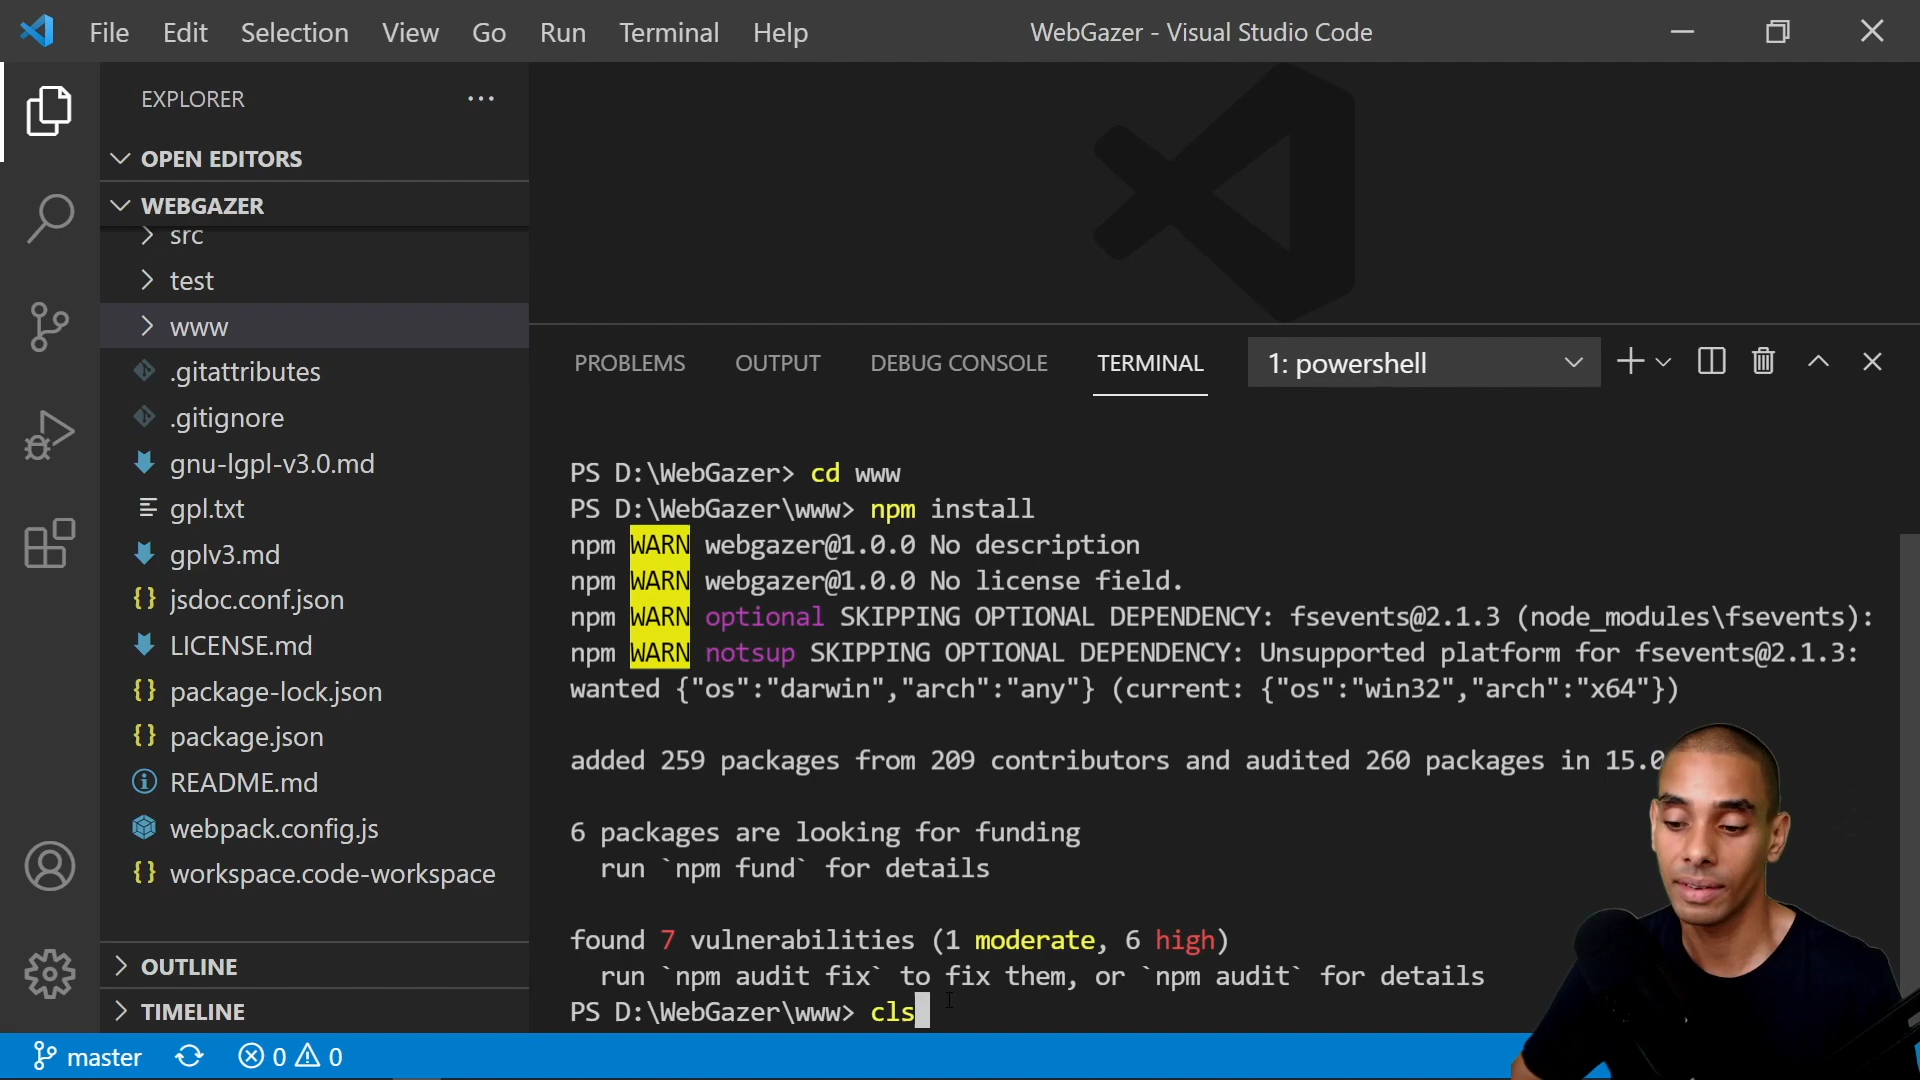 File Edit Selection View Go Run Terminal Help WebGazer - Visual Studio Code
EXPLORER
OPEN EDITORS
WEBGAZER
src
test
www
.gitattributes
.gitignore
gnu-lgpl-v3.0.md
gpl.txt
gplv3.md
jsdoc.conf.json
LICENSE.md
package-lock.json
package.json
README.md
webpack.config.js
workspace.code-workspace
OUTLINE
TIMELINE
PROBLEMS OUTPUT DEBUG CONSOLE TERMINAL 1: powershell
PS D:\WebGazer> cd www
PS D:\WebGazer\www> npm install
npm WARN webgazer@1.0.0 No description
npm WARN webgazer@1.0.0 No license field.
npm WARN optional SKIPPING OPTIONAL DEPENDENCY: fsevents@2.1.3 (node_modules\fsevents):
npm WARN notsup SKIPPING OPTIONAL DEPENDENCY: Unsupported platform for fsevents@2.1.3:
wanted {"os":"darwin","arch":"any"} (current: {"os":"win32","arch":"x64"})
added 259 packages from 209 contributors and audited 260 packages in 15.0
6 packages are looking for funding
run `npm fund` for details
found 7 vulnerabilities (1 moderate, 6 high)
run `npm audit fix` to fix them, or `npm audit` for details
PS D:\WebGazer\www> cls
master 0 0